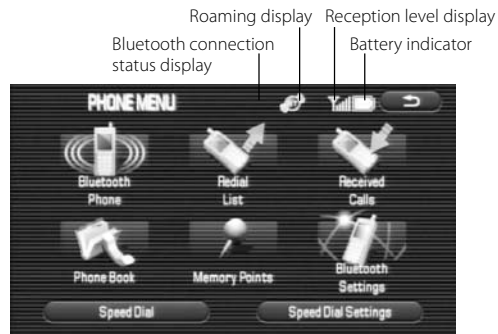 Roaming display Reception level display
Bluetooth connection
status display
Battery indicator
PHONE MENU
Bluetooth
Phone
Redial
List
Received
Calls
Phone Book
Memory Points
Bluetooth
Settings
Speed Dial
Speed Dial Settings